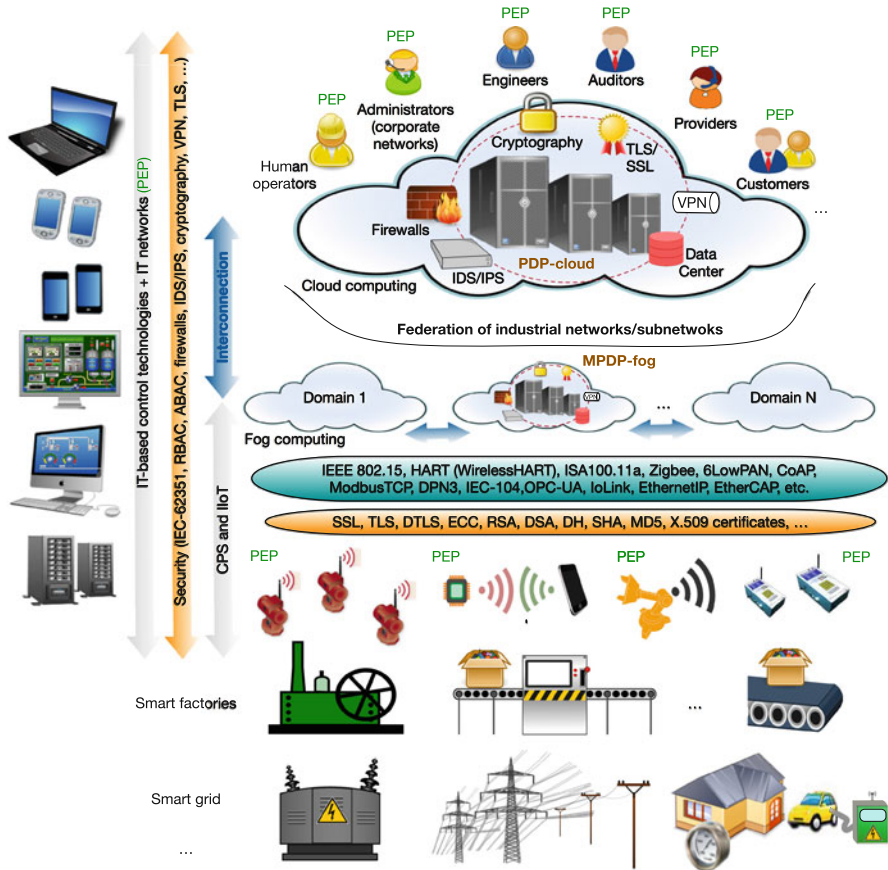 PEP
PEP
PEP
PEP
PEP
PEP
Engineers
Auditors
Administrators
(corporate
networks)
Providers
Human
operators
Customers
Cryptography
TLS/
SSL
Firewalls
VPN
IDS/IPS
PDP-cloud
Data
Center
Cloud computing
...
Federation of industrial networks/subnetwoks
IT-based control technologies + IT networks (PEP)
Security (IEC-62351, RBAC, ABAC, firewalls, IDS/IPS, cryptography, VPN, TLS, ...)
Interconnection
CPS and IIoT
MPDP-fog
Domain 1
VPN
...
Domain N
Fog computing
IEEE 802.15, HART (WirelessHART), ISA100.11a, Zigbee, 6LowPAN, CoAP,
ModbusTCP, DPN3, IEC-104,OPC-UA, IoLink, EthernetIP, EtherCAP, etc.
SSL, TLS, DTLS, ECC, RSA, DSA, DH, SHA, MD5, X.509 certificates, ...
PEP
PEP
PEP
PEP
Smart factories
...
Smart grid
...